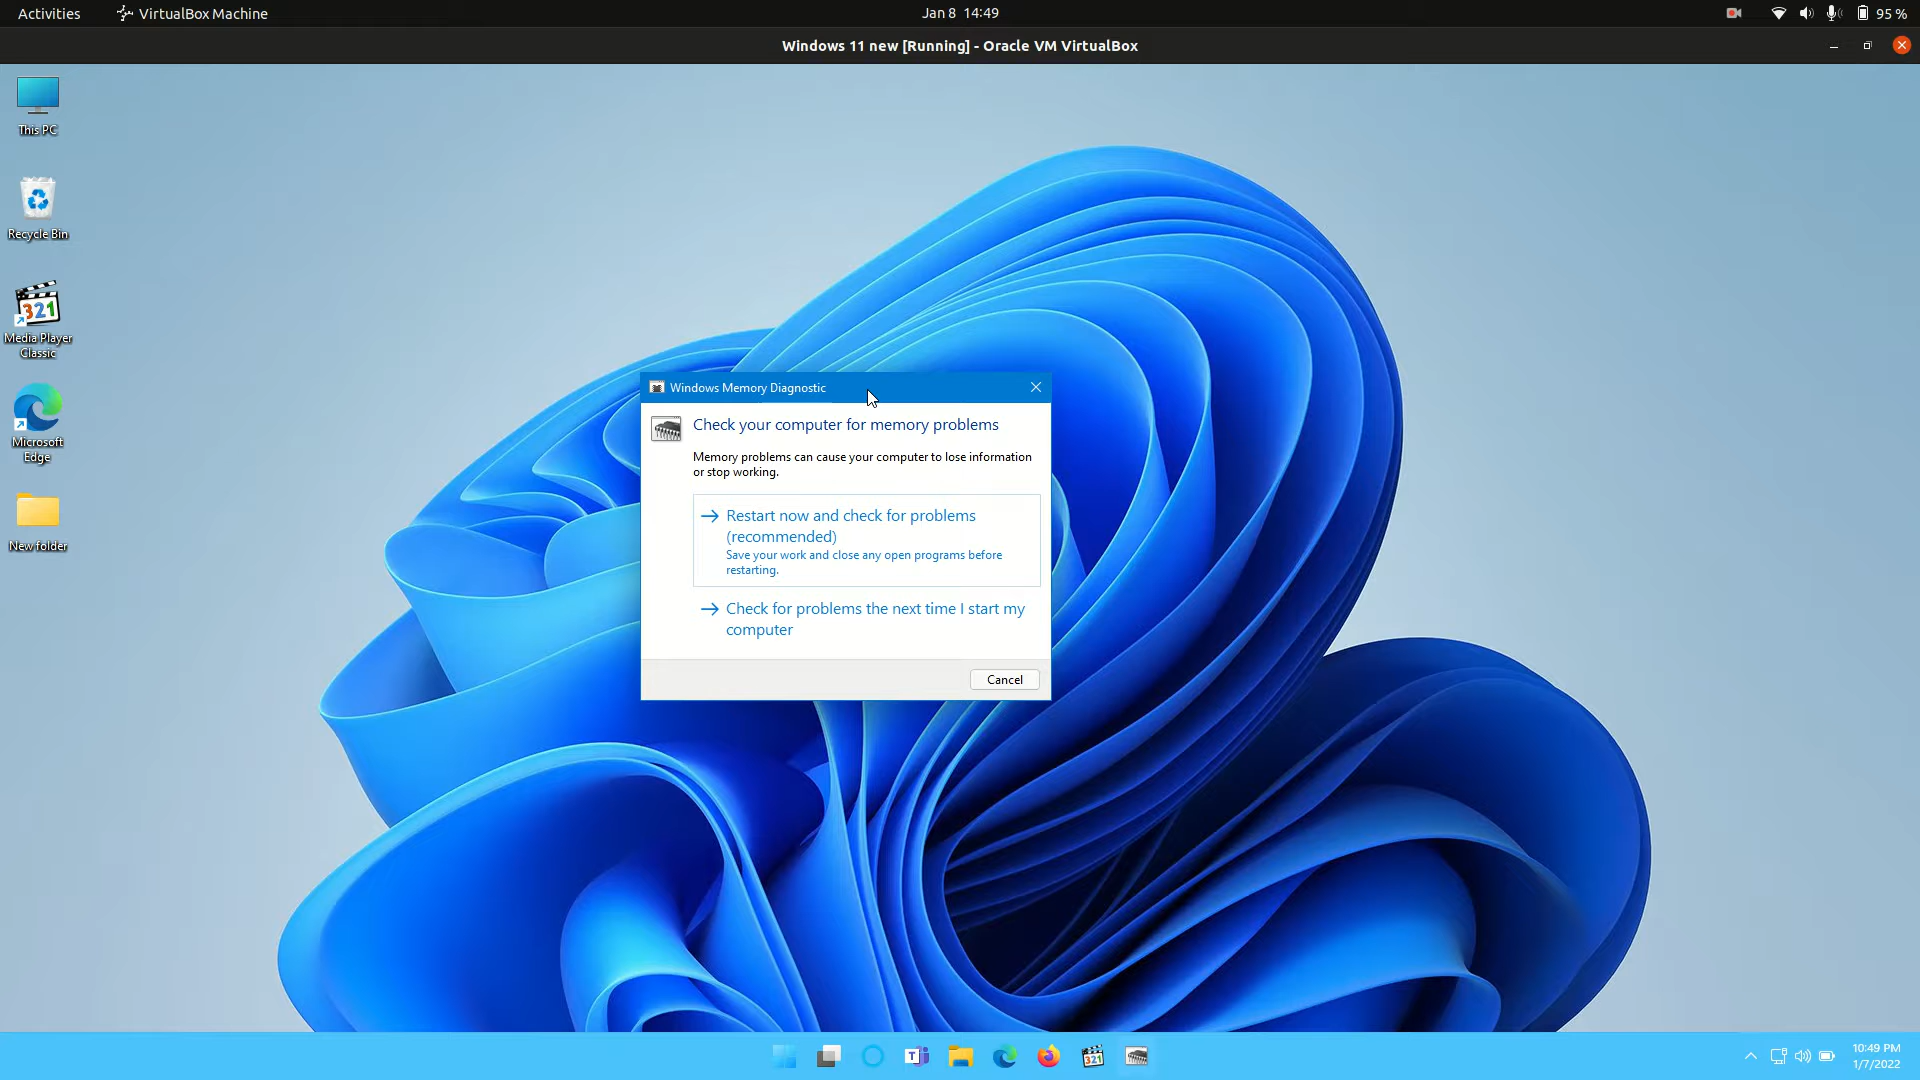 Activities
VirtualBox Machine
Jan 8 14:49
95 %
Windows 11 new [Running] - Oracle VM VirtualBox
This PC
Recycle Bin
321
Media Player
Classic
Microsoft
Edge
New folder
Windows Memory Diagnostic
Check your computer for memory problems
Memory problems can cause your computer to lose information
or stop working.
Restart now and check for problems
(recommended)
Save your work and close any open programs before
restarting.
Check for problems the next time I start my
computer
Cancel
T
321
10:49 PM
1/7/2022